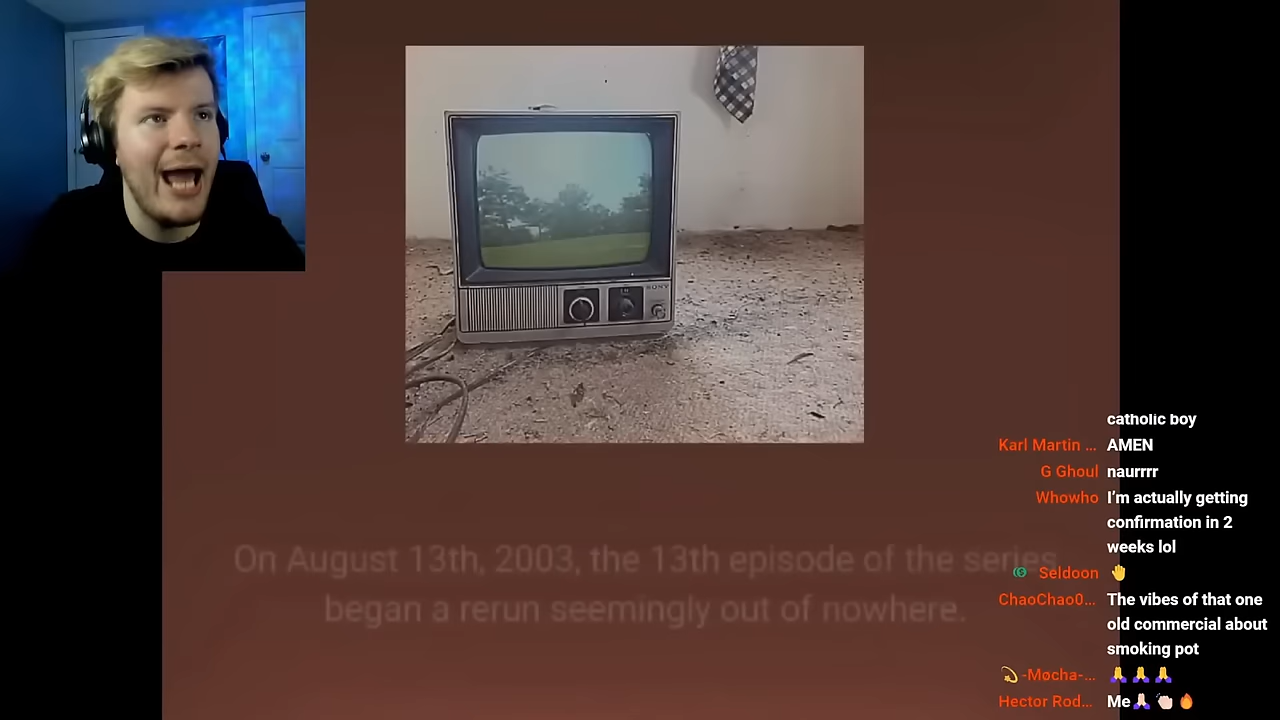 SONY
On August 13th, 2003, the 13th episode of the series
began a rerun seemingly out of nowhere.
catholic boy
Karl Martin ... AMEN
G Ghoul naurrrr
Whowho I’m actually getting
confirmation in 2
weeks lol
Seldoon 🤚
ChaoChao0... The vibes of that one
old commercial about
smoking pot
💫 -Mocha-... 🙏🙏🙏
Hector Rod... Me🙏🏻 👏🏻 🔥